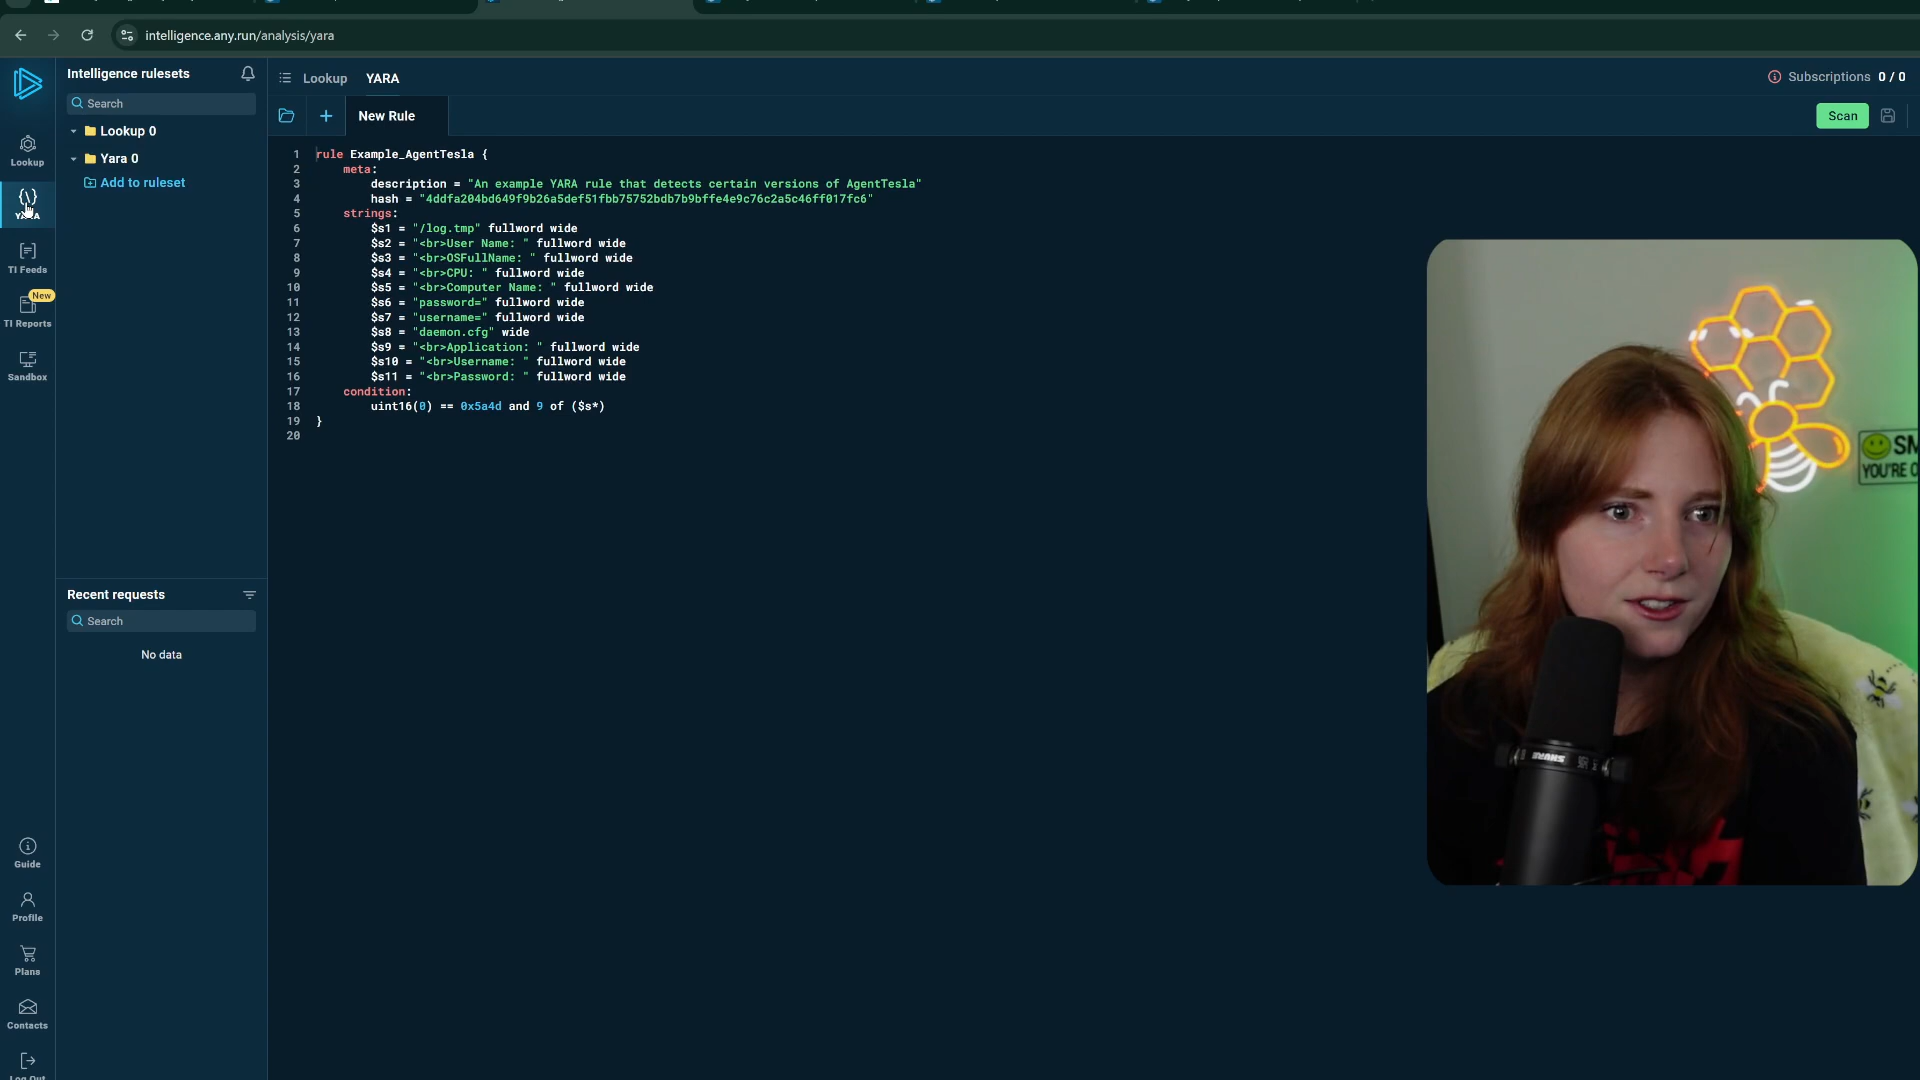 intelligence.any.run/analysis/yara
Intelligence rulesets
Search
Lookup 0
Yara 0
Add to ruleset
Lookup
YARA
TI Feeds
New
TI Reports
Sandbox
Recent requests
Search
No data
Guide
Profile
Plans
Contacts
Log Out
Lookup YARA
Subscriptions 0 / 0
New Rule
Scan
1 rule Example_AgentTesla {
2 meta:
3 description = "An example YARA rule that detects certain versions of AgentTesla"
4 hash = "4ddfa204bd649f9b26a5def51fbb75752bdb7b9bffe4e9c76c2a5c46ff017fc6"
5 strings:
6 $s1 = "/log.tmp" fullword wide
7 $s2 = "<br>User Name: " fullword wide
8 $s3 = "<br>OSFullName: " fullword wide
9 $s4 = "<br>CPU: " fullword wide
10 $s5 = "<br>Computer Name: " fullword wide
11 $s6 = "password=" fullword wide
12 $s7 = "username=" fullword wide
13 $s8 = "daemon.cfg" wide
14 $s9 = "<br>Application: " fullword wide
15 $s10 = "<br>Username: " fullword wide
16 $s11 = "<br>Password: " fullword wide
17 condition:
18 uint16(0) == 0x5a4d and 9 of ($s*)
19 }
20
SM
YOU'RE O
SHURE